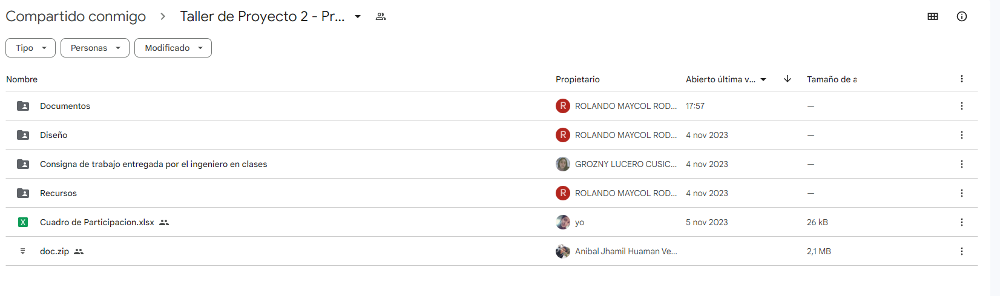 Compartido conmigo > Taller de Proyecto 2 - Pr...
Tipo Personas Modificado
Nombre Propietario Abierto última v... Tamaño de a
Documentos R ROLANDO MAYCOL ROD... 17:57 —
Diseño R ROLANDO MAYCOL ROD... 4 nov 2023 —
Consigna de trabajo entregada por el ingeniero en clases GROZNY LUCERO CUSIC... 4 nov 2023 —
Recursos R ROLANDO MAYCOL ROD... 4 nov 2023 —
X Cuadro de Participacion.xlsx yo 5 nov 2023 26 kB
doc.zip Anibal Jhamil Huaman Ve... 2,1 MB